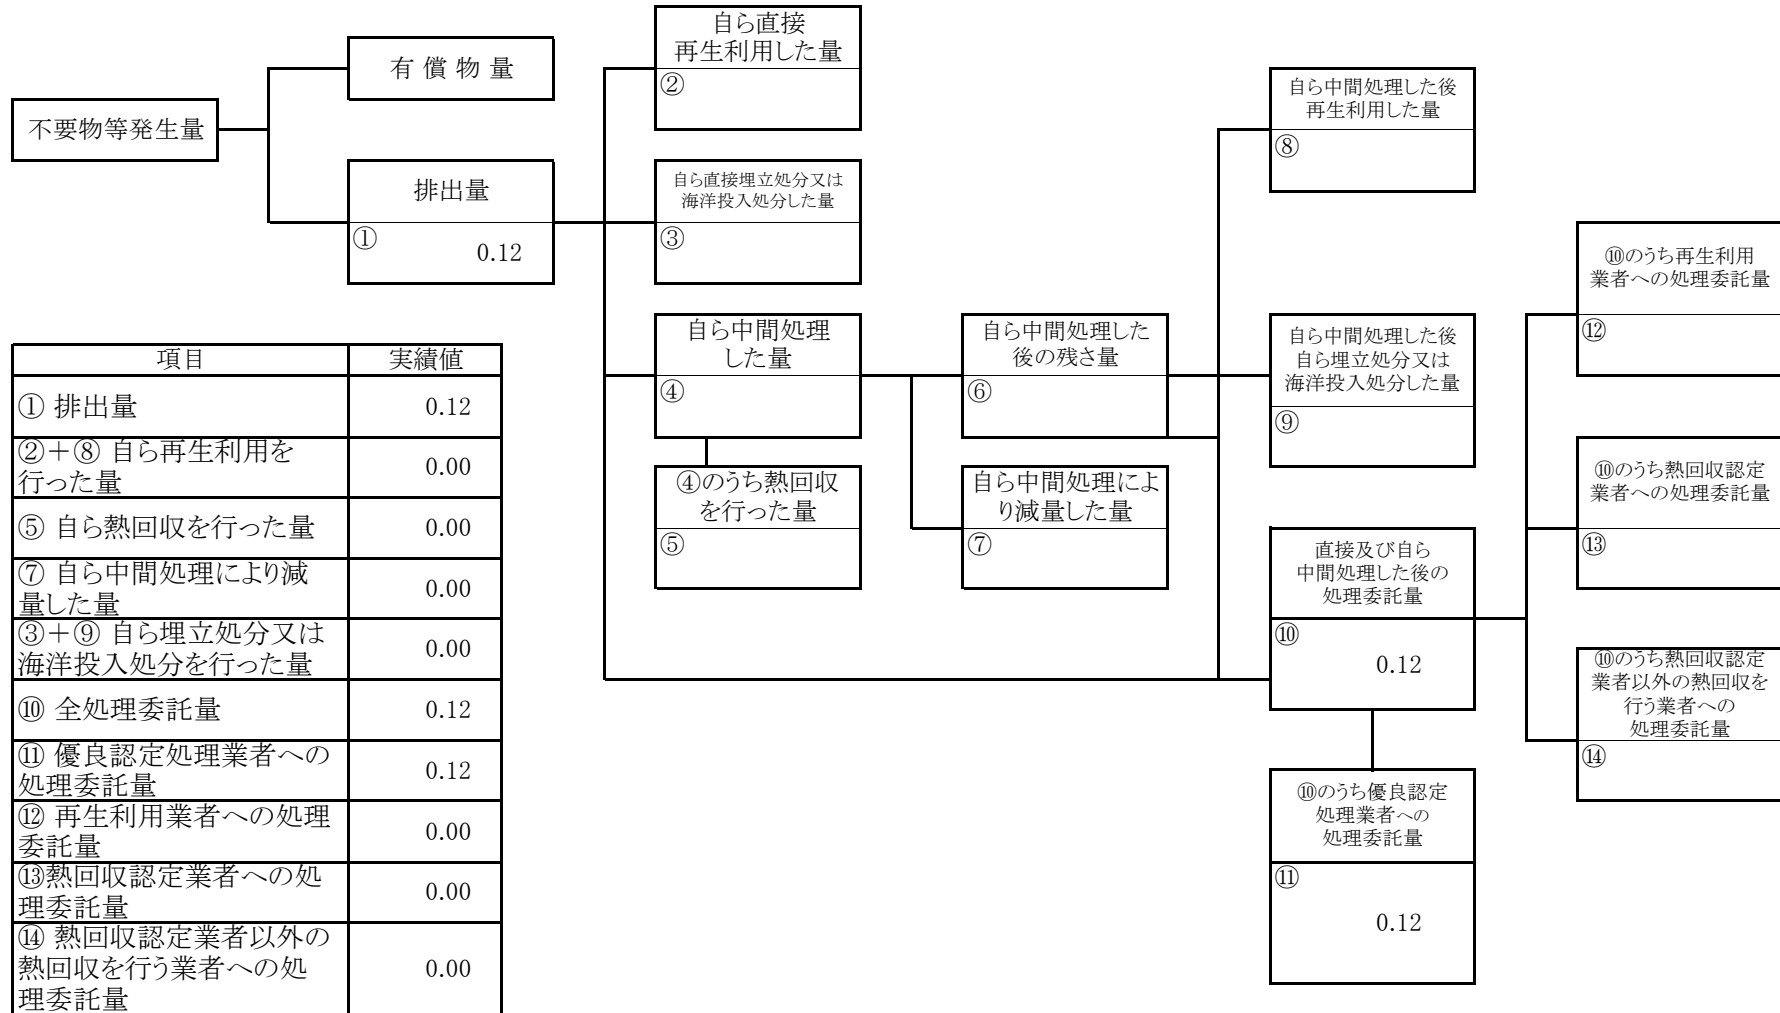 不要物等発生量
有 償 物 量
排出量
①
0.12
自ら直接
再生利用した量
②
自ら直接埋立処分又は
海洋投入処分した量
③
自ら中間処理
した量
④
④のうち熱回収
を行った量
⑤
自ら中間処理した
後の残さ量
⑥
自ら中間処理によ
り減量した量
⑦
自ら中間処理した後
再生利用した量
⑧
自ら中間処理した後
自ら埋立処分又は
海洋投入処分した量
⑨
直接及び自ら
中間処理した後の
処理委託量
⑩
0.12
⑩のうち優良認定
処理業者への
処理委託量
⑪
0.12
⑩のうち再生利用
業者への処理委託量
⑫
⑩のうち熱回収認定
業者への処理委託量
⑬
⑩のうち熱回収認定
業者以外の熱回収を
行う業者への
処理委託量
⑭
項目 実績値
① 排出量 0.12
②＋⑧ 自ら再生利用を
行った量 0.00
⑤ 自ら熱回収を行った量 0.00
⑦ 自ら中間処理により減
量した量 0.00
③＋⑨ 自ら埋立処分又は
海洋投入処分を行った量 0.00
⑩ 全処理委託量 0.12
⑪ 優良認定処理業者への
処理委託量 0.12
⑫ 再生利用業者への処理
委託量 0.00
⑬熱回収認定業者への処
理委託量 0.00
⑭ 熱回収認定業者以外の
熱回収を行う業者への処 0.00
理委託量